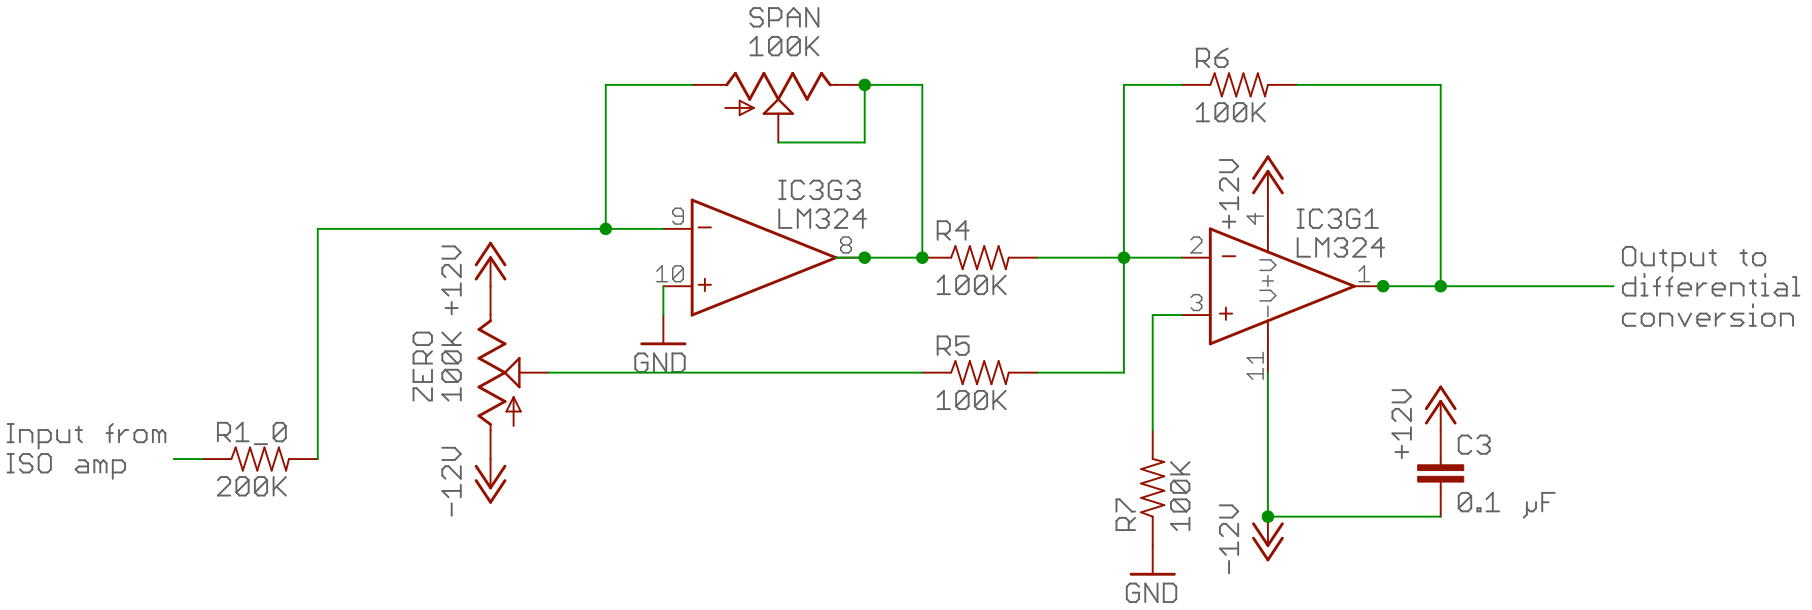 SPAN
100K
R6
100K
IC3G3
LM324
9
8
10
+
-
GND
R4
100K
+12V
4
IC3G1
LM324
2
-
1
3
+
V+
-V
11
Output to
differential
conversion
+12V
ZERO
100K
-12V
R5
100K
Input from
ISO amp
R1_0
200K
R7
100K
GND
-12V
+12V
C3
0.1 µF